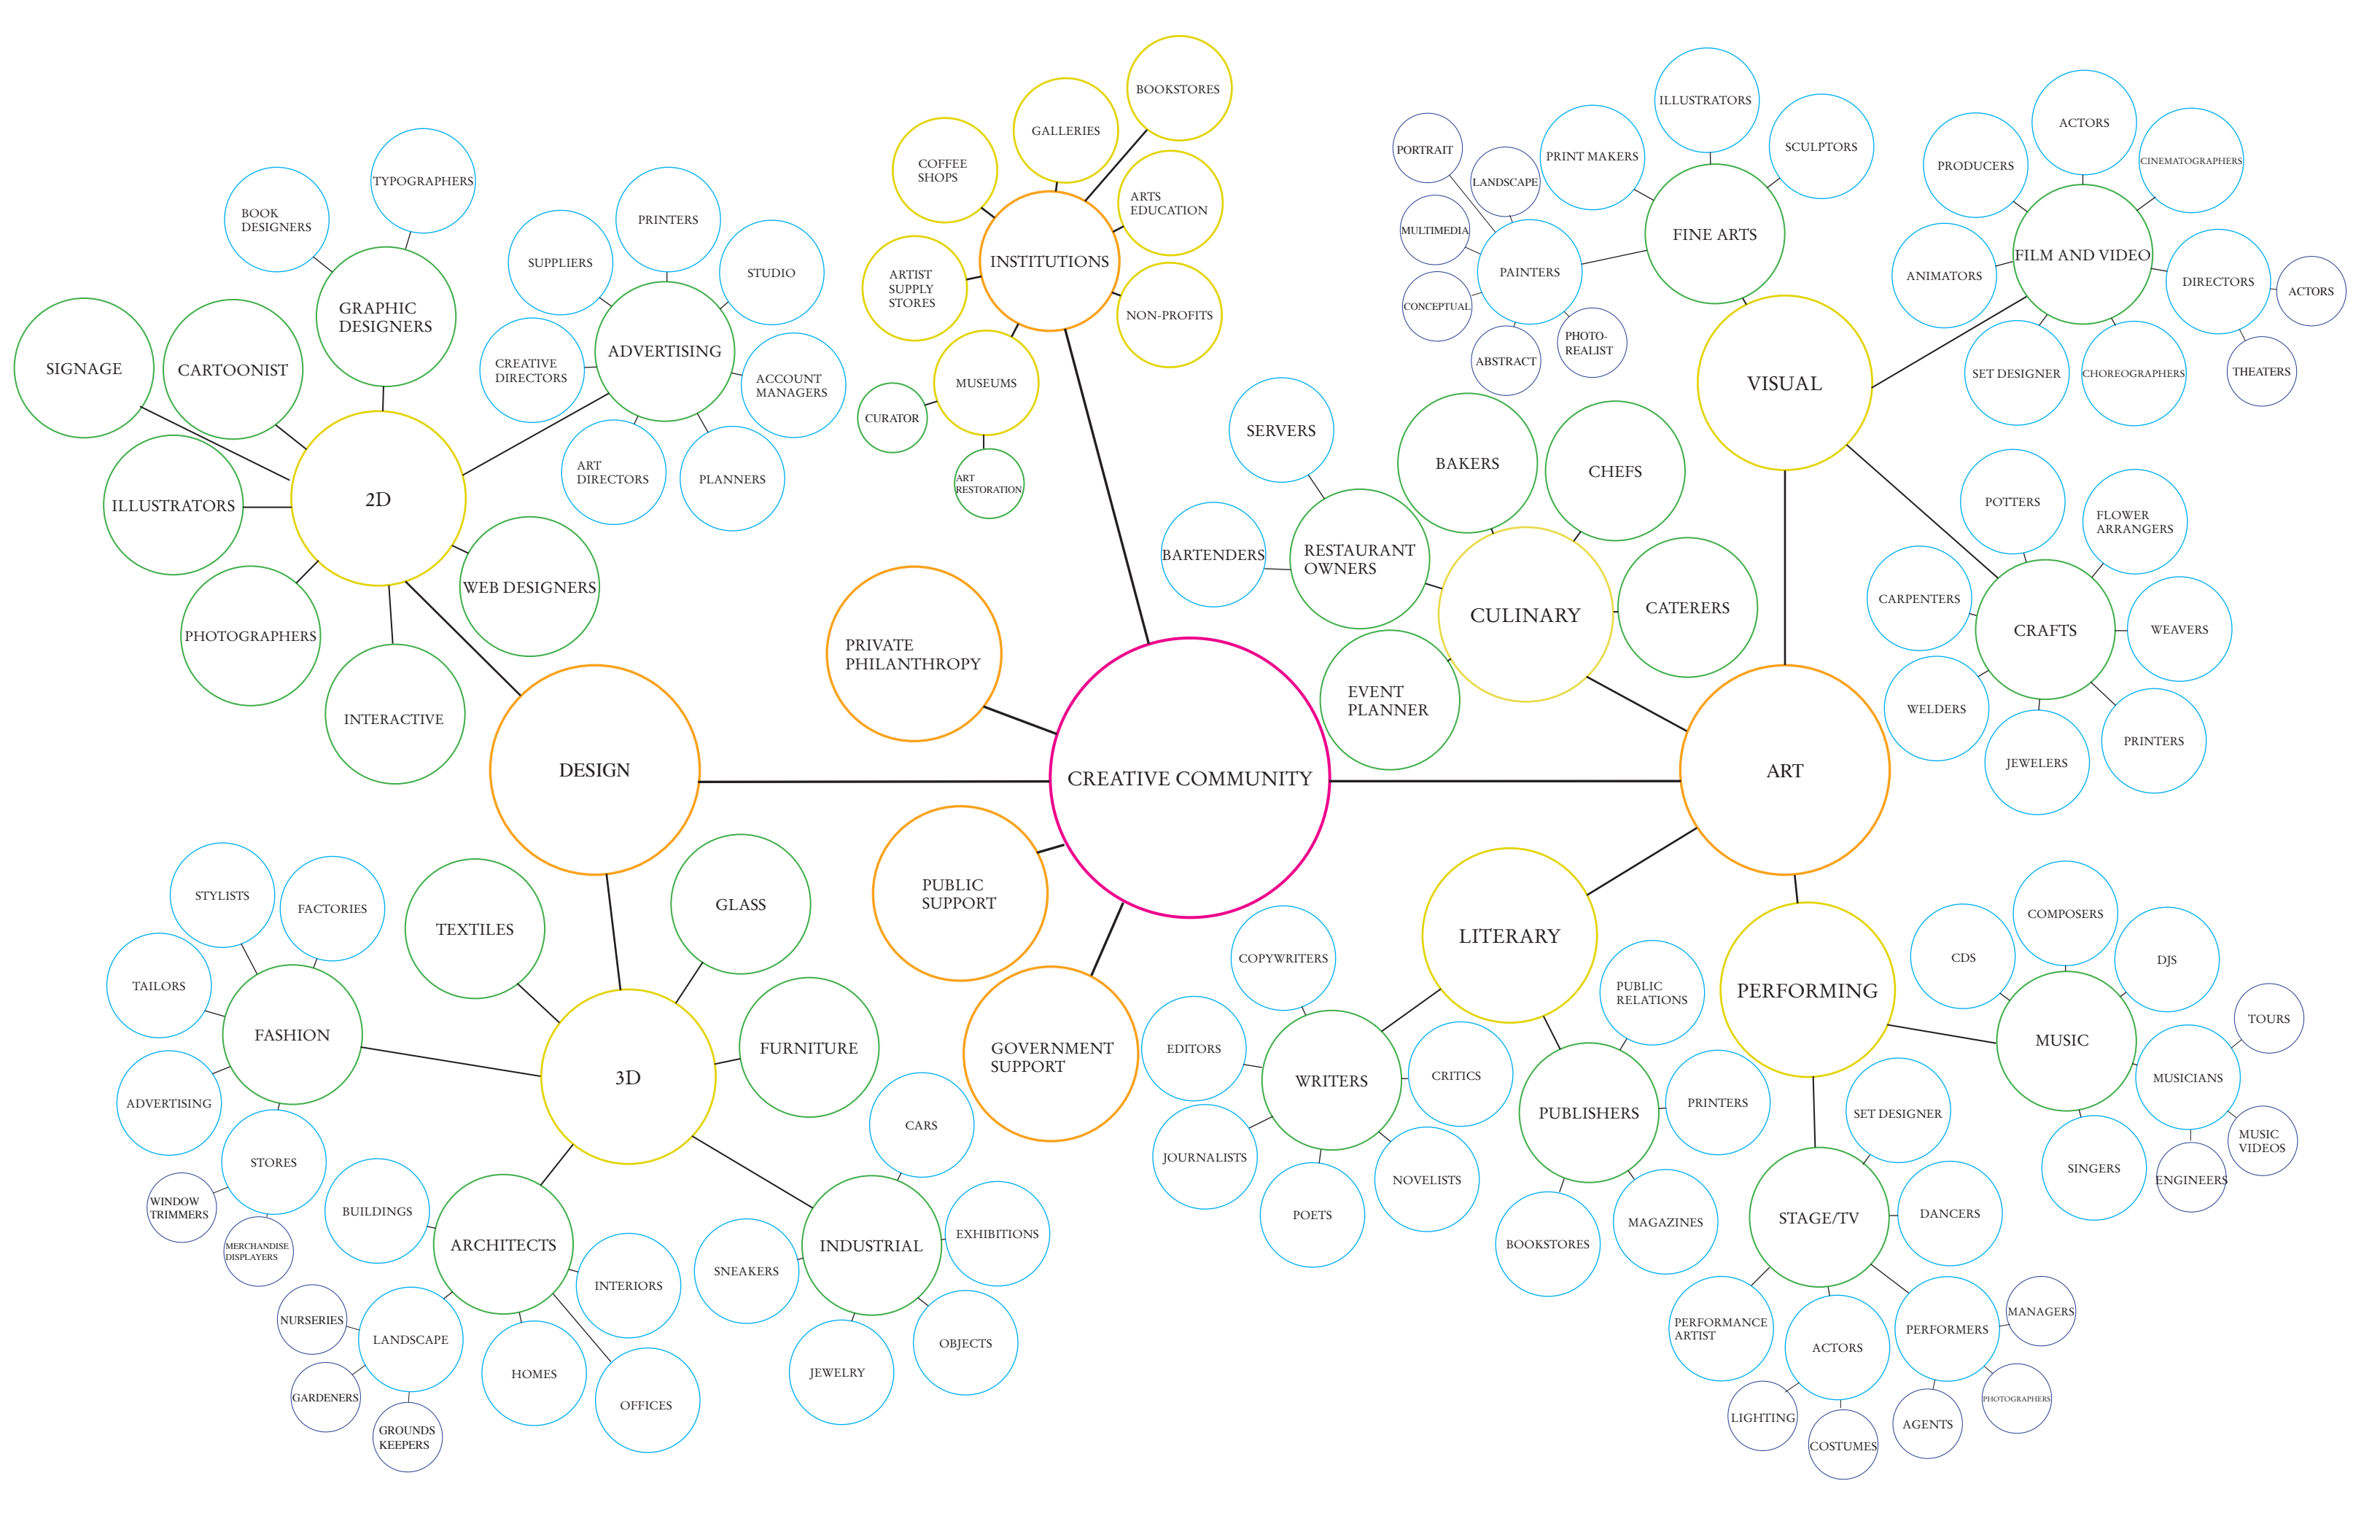 CREATIVE COMMUNITY
INSTITUTIONS
BOOKSTORES
GALLERIES
COFFEE
SHOPS
ARTS
EDUCATION
ARTIST
SUPPLY
STORES
NON-PROFITS
MUSEUMS
CURATOR
ART
RESTORATION
PRIVATE
PHILANTHROPY
PUBLIC
SUPPORT
GOVERNMENT
SUPPORT
DESIGN
2D
SIGNAGE
CARTOONIST
GRAPHIC
DESIGNERS
BOOK
DESIGNERS
TYPOGRAPHERS
ILLUSTRATORS
PHOTOGRAPHERS
INTERACTIVE
WEB DESIGNERS
ADVERTISING
SUPPLIERS
PRINTERS
STUDIO
CREATIVE
DIRECTORS
ACCOUNT
MANAGERS
ART
DIRECTORS
PLANNERS
3D
TEXTILES
GLASS
FURNITURE
FASHION
STYLISTS
FACTORIES
TAILORS
ADVERTISING
STORES
WINDOW
TRIMMERS
MERCHANDISE
DISPLAYERS
ARCHITECTS
BUILDINGS
INTERIORS
LANDSCAPE
NURSERIES
GARDENERS
GROUNDS
KEEPERS
HOMES
OFFICES
INDUSTRIAL
CARS
EXHIBITIONS
SNEAKERS
OBJECTS
JEWELRY
ART
VISUAL
FINE ARTS
ILLUSTRATORS
PRINT MAKERS
SCULPTORS
PAINTERS
PORTRAIT
LANDSCAPE
MULTIMEDIA
CONCEPTUAL
ABSTRACT
PHOTO-
REALIST
FILM AND VIDEO
ACTORS
PRODUCERS
CINEMATOGRAPHERS
ANIMATORS
DIRECTORS
ACTORS
THEATERS
SET DESIGNER
CHOREOGRAPHERS
CRAFTS
POTTERS
FLOWER
ARRANGERS
CARPENTERS
WEAVERS
WELDERS
JEWELERS
PRINTERS
CULINARY
BAKERS
CHEFS
CATERERS
RESTAURANT
OWNERS
SERVERS
BARTENDERS
EVENT
PLANNER
LITERARY
WRITERS
COPYWRITERS
EDITORS
CRITICS
JOURNALISTS
POETS
NOVELISTS
PUBLISHERS
PUBLIC
RELATIONS
PRINTERS
MAGAZINES
BOOKSTORES
PERFORMING
MUSIC
CDS
COMPOSERS
DJS
MUSICIANS
TOURS
MUSIC
VIDEOS
ENGINEERS
SINGERS
STAGE/TV
SET DESIGNER
DANCERS
PERFORMANCE
ARTIST
ACTORS
LIGHTING
COSTUMES
PERFORMERS
MANAGERS
PHOTOGRAPHERS
AGENTS